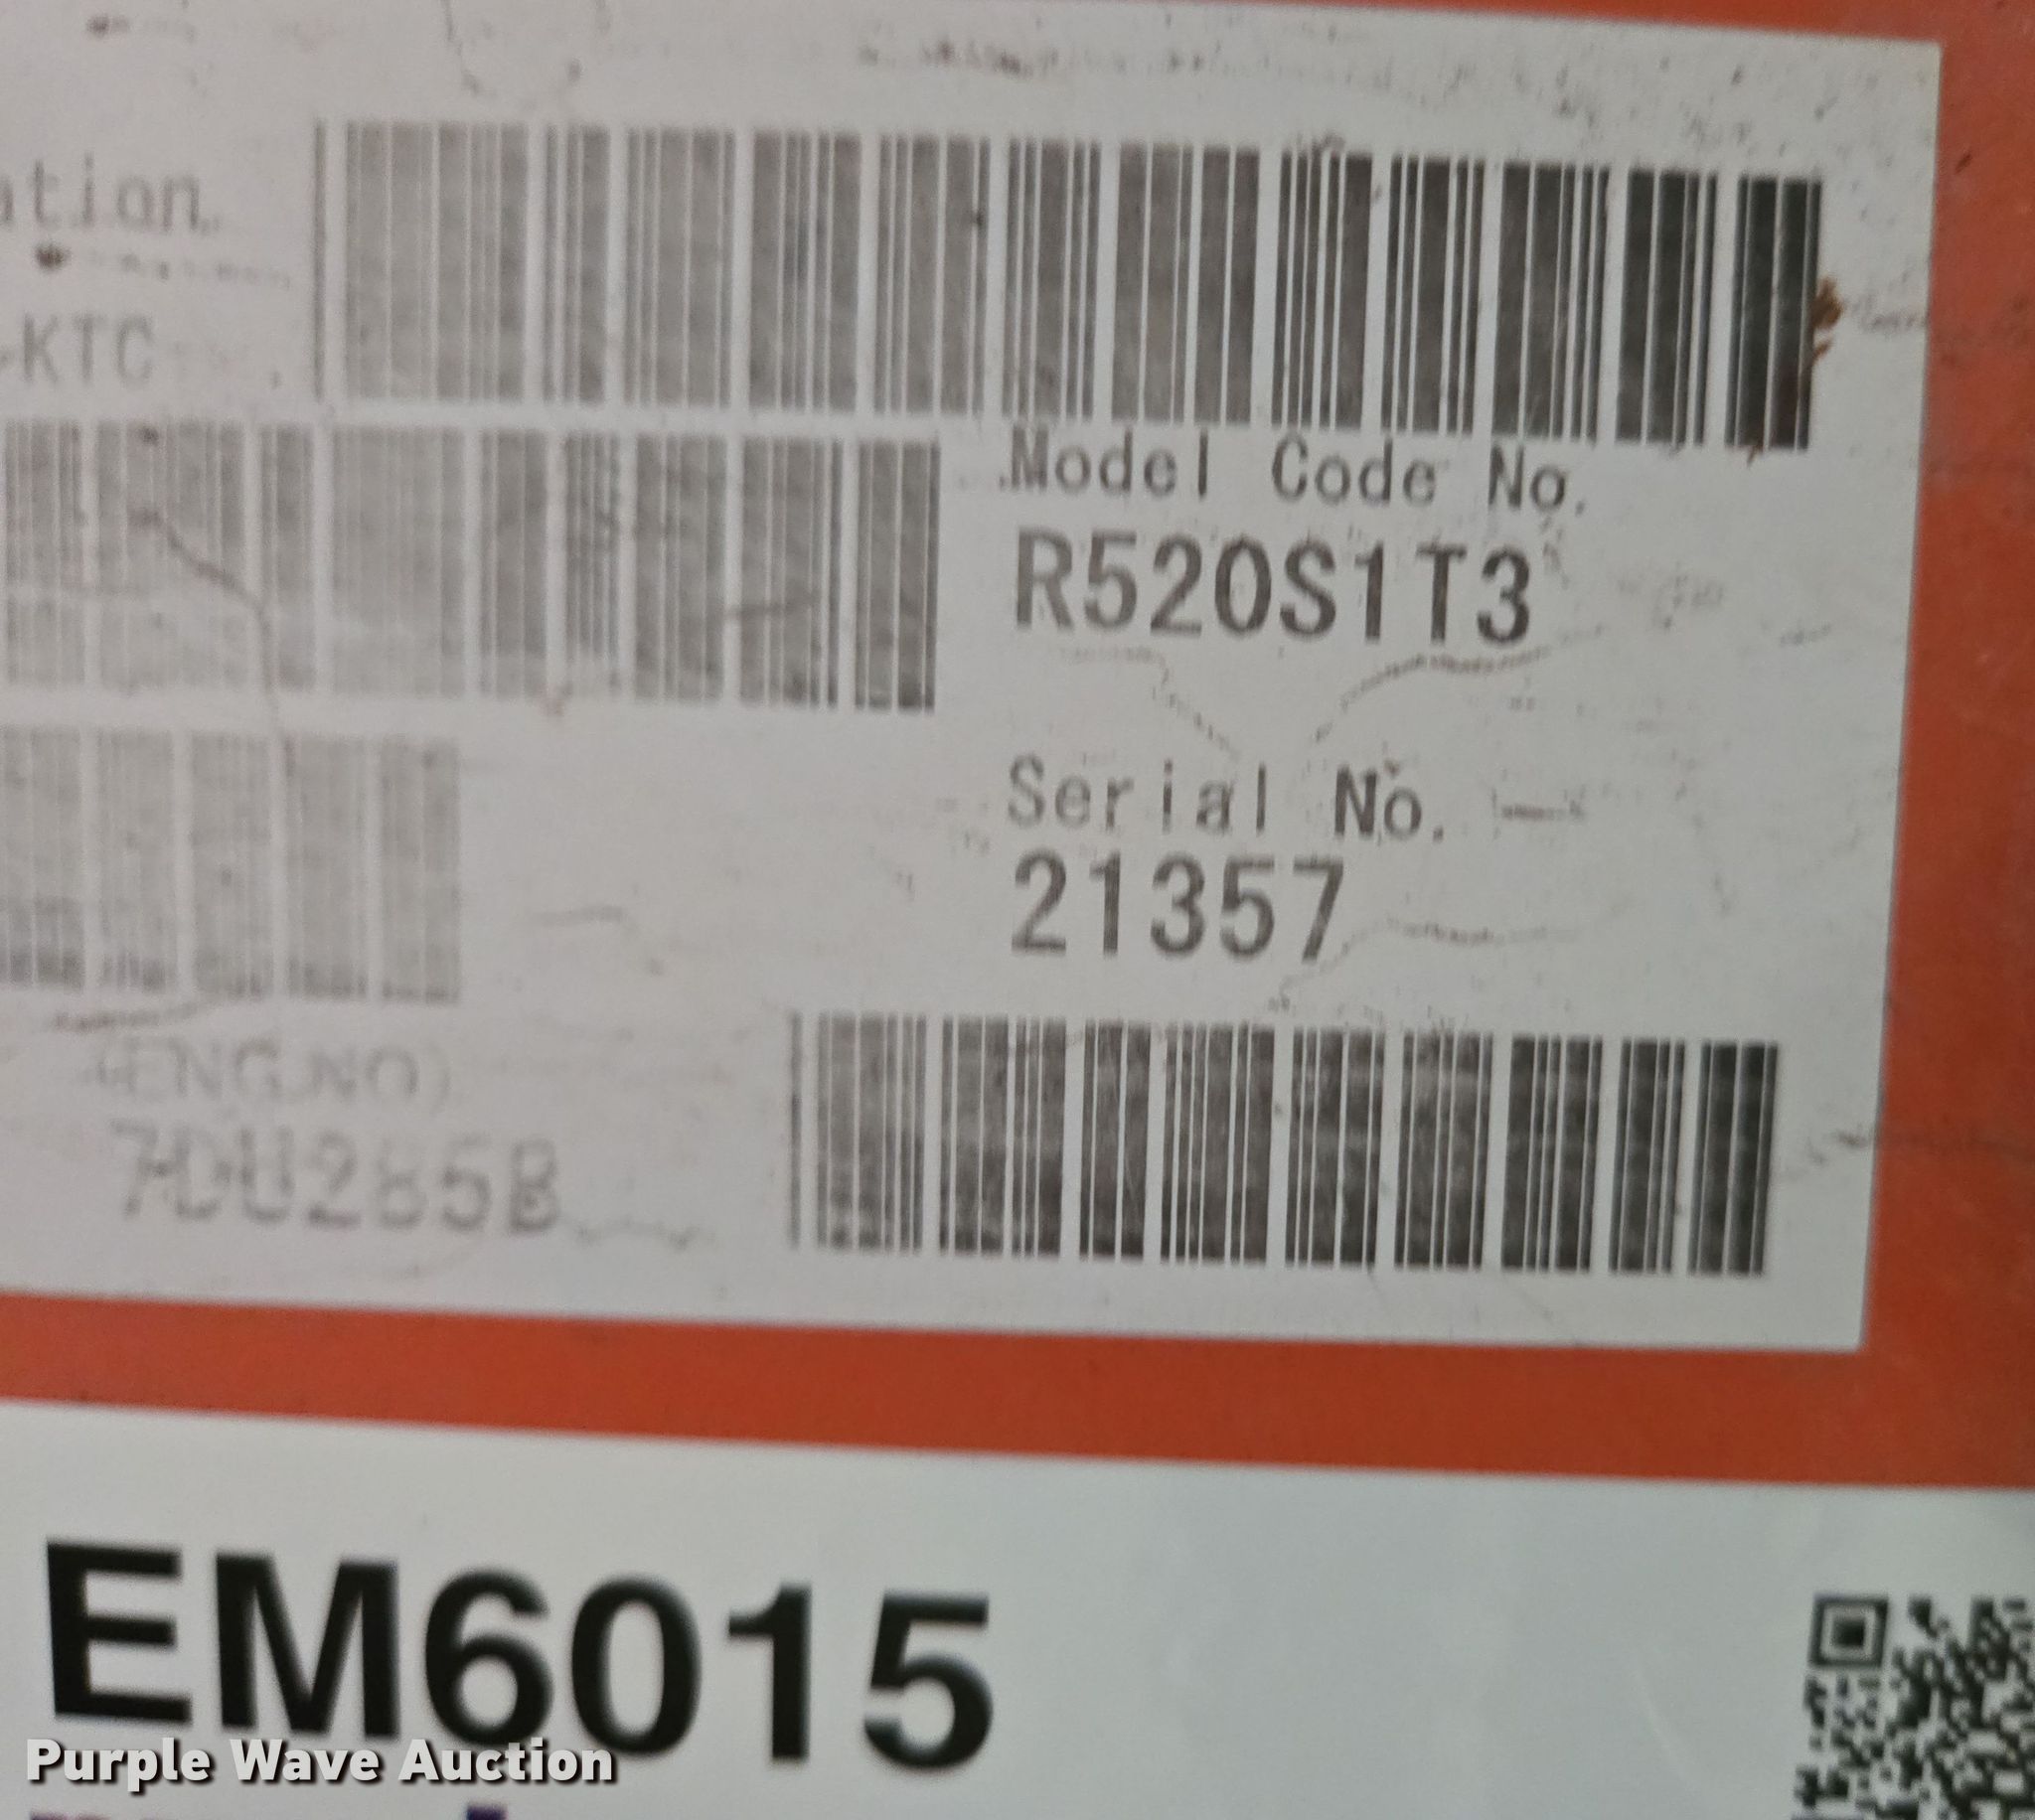 ation.
-KTC
Model Code No.
R520S1T3
Serial No.
21357
(ENG.NO)
7DU285B
EM6015
Purple Wave Auction